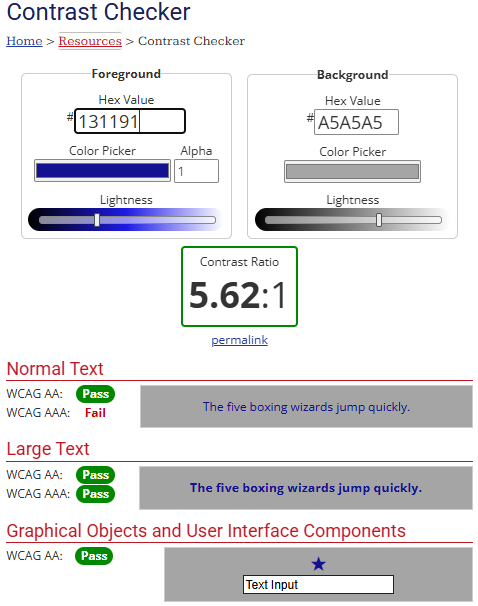 Contrast Checker
Home > Resources > Contrast Checker
Foreground
Hex Value
# 131191
Color Picker Alpha
1
Lightness
Background
Hex Value
# A5A5A5
Color Picker
Lightness
Contrast Ratio
5.62:1
permalink
Normal Text
WCAG AA: Pass
WCAG AAA: Fail
The five boxing wizards jump quickly.
Large Text
WCAG AA: Pass
WCAG AAA: Pass
The five boxing wizards jump quickly.
Graphical Objects and User Interface Components
WCAG AA: Pass
Text Input